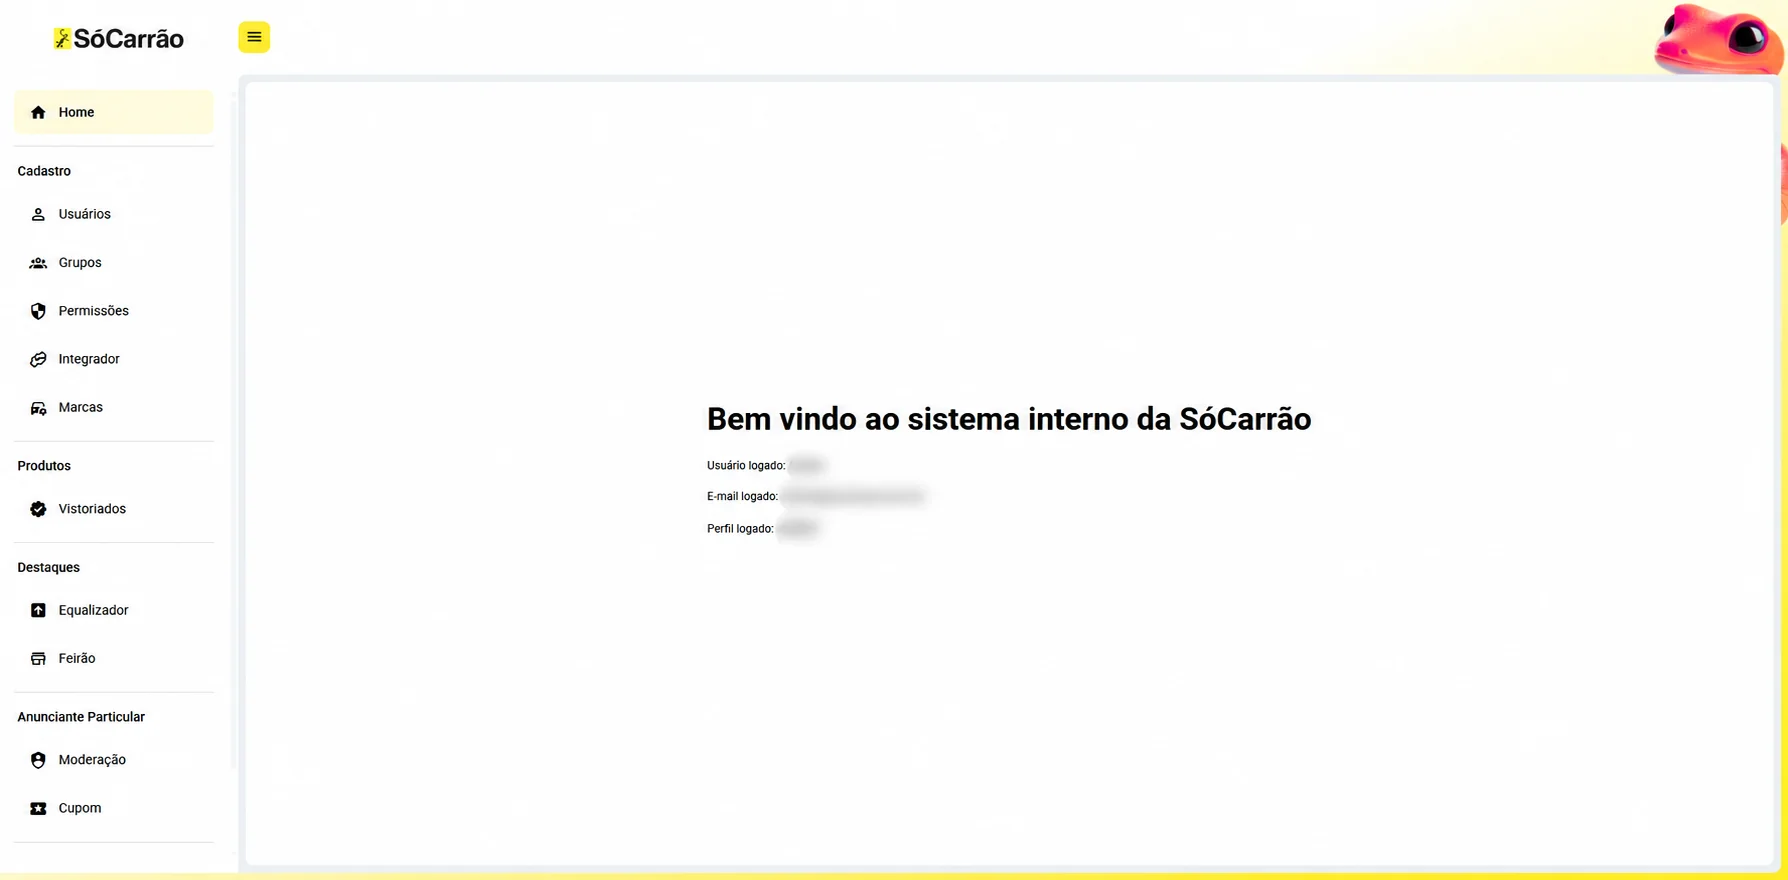 SóCarrão
Home
Cadastro
Usuários
Grupos
Permissões
Integrador
Marcas
Produtos
Vistoriados
Destaques
Equalizador
Feirão
Anunciante Particular
Moderação
Cupom
Bem vindo ao sistema interno da SóCarrão
Usuário logado:
E-mail logado:
Perfil logado: